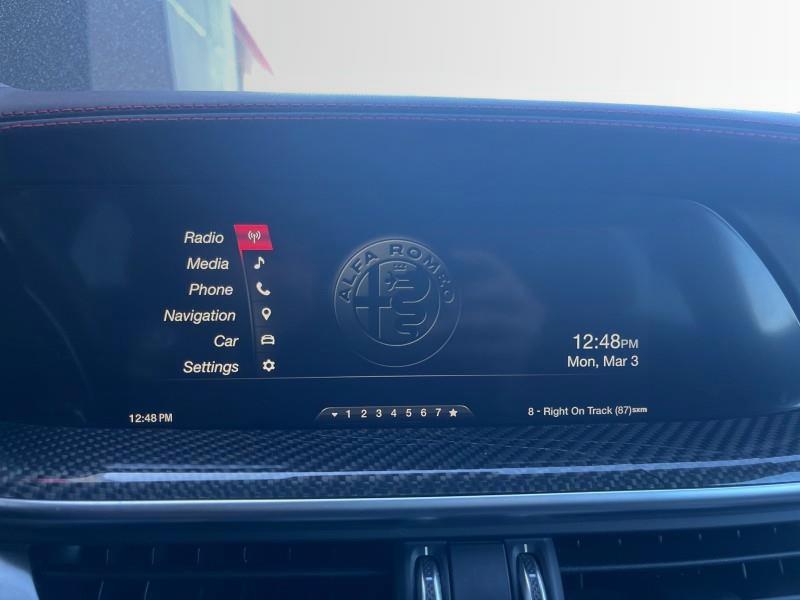 Radio
Media
Phone
Navigation
Car
Settings
ALFA ROMEO
12:48PM
Mon, Mar 3
12:48 PM
1 2 3 4 5 6 7
8 - Right On Track (87)sxm